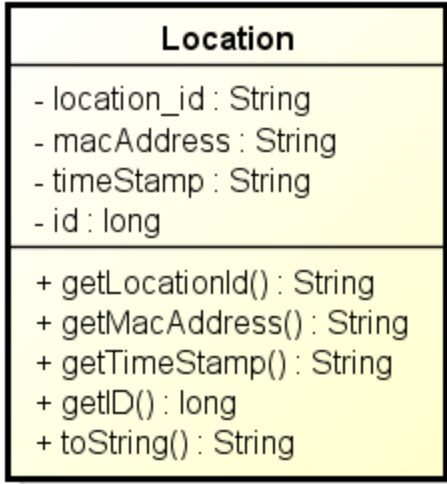 Location
- location_id : String
- macAddress : String
- timeStamp : String
- id : long
+ getLocationId() : String
+ getMacAddress() : String
+ getTimeStamp() : String
+ getID() : long
+ toString() : String